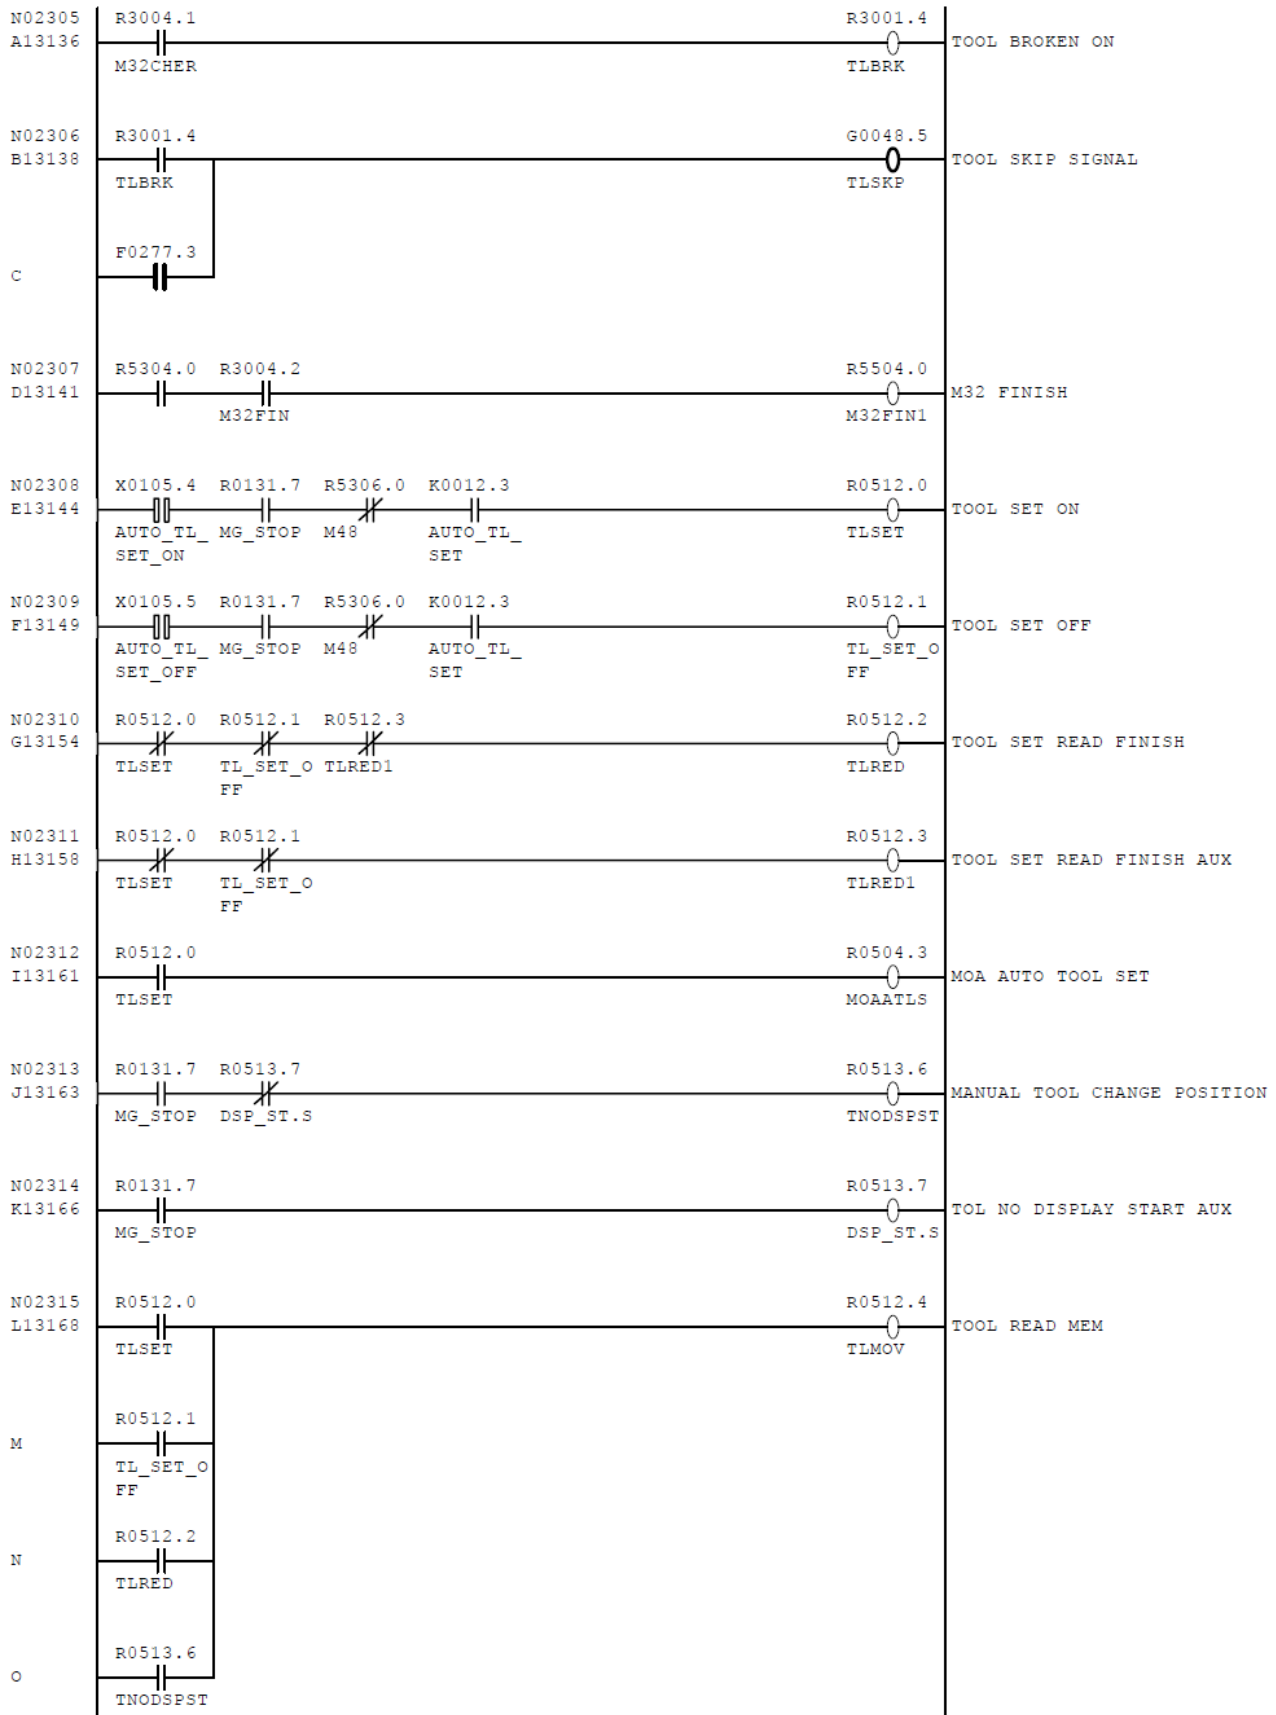 N02305 R3004.1 R3001.4
A13136 TOOL BROKEN ON
M32CHER TLBRK
N02306 R3001.4 G0048.5
B13138 TOOL SKIP SIGNAL
TLBRK TLSKP
F0277.3
C
N02307 R5304.0 R3004.2 R5504.0
D13141 M32 FINISH
M32FIN M32FIN1
N02308 X0105.4 R0131.7 R5306.0 K0012.3 R0512.0
E13144 TOOL SET ON
AUTO_TL_ MG_STOP M48 AUTO_TL_ TLSET
SET_ON SET
N02309 X0105.5 R0131.7 R5306.0 K0012.3 R0512.1
F13149 TOOL SET OFF
AUTO_TL_ MG_STOP M48 AUTO_TL_ TL_SET_O
SET_OFF SET FF
N02310 R0512.0 R0512.1 R0512.3 R0512.2
G13154 TOOL SET READ FINISH
TLSET TL_SET_O TLRED1 TLRED
FF
N02311 R0512.0 R0512.1 R0512.3
H13158 TOOL SET READ FINISH AUX
TLSET TL_SET_O TLRED1
FF
N02312 R0512.0 R0504.3
I13161 MOA AUTO TOOL SET
TLSET MOAATLS
N02313 R0131.7 R0513.7 R0513.6
J13163 MANUAL TOOL CHANGE POSITION
MG_STOP DSP_ST.S TNODSPST
N02314 R0131.7 R0513.7
K13166 TOL NO DISPLAY START AUX
MG_STOP DSP_ST.S
N02315 R0512.0 R0512.4
L13168 TOOL READ MEM
TLSET TLMOV
R0512.1
M
TL_SET_O
FF
R0512.2
N
TLRED
R0513.6
O
TNODSPST